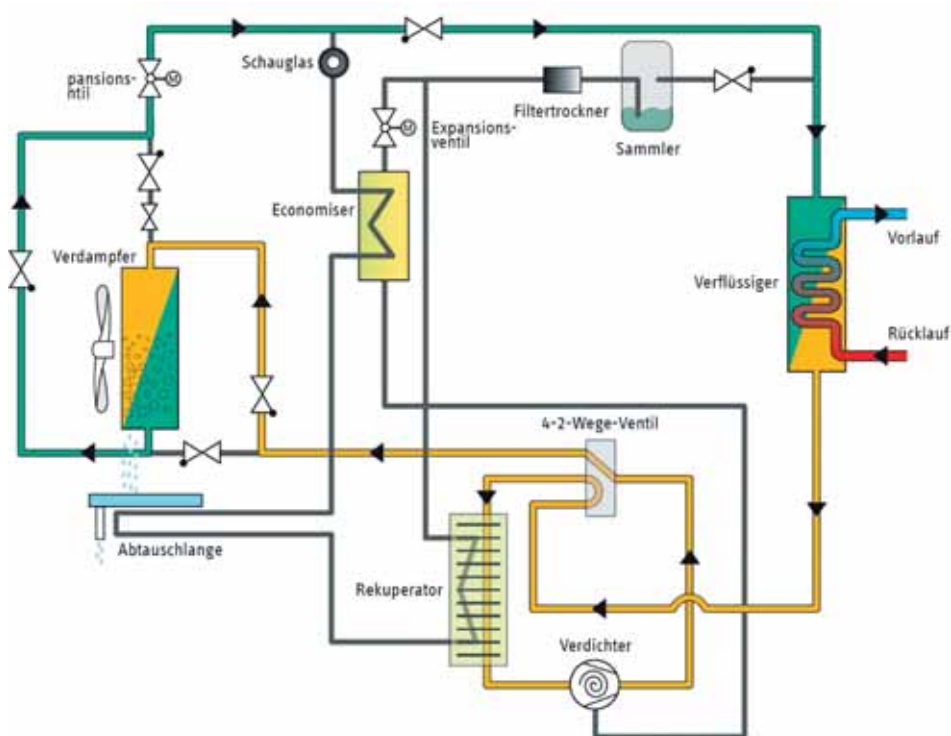 Schauglas
pansions-
ntil
Expansions-
ventil
Filtertrockner
Sammler
Economiser
Verdampfer
Vorlauf
Verflüssiger
Rücklauf
4-2-Wege-Ventil
Abtauschlange
Rekuperator
Verdichter
M
M